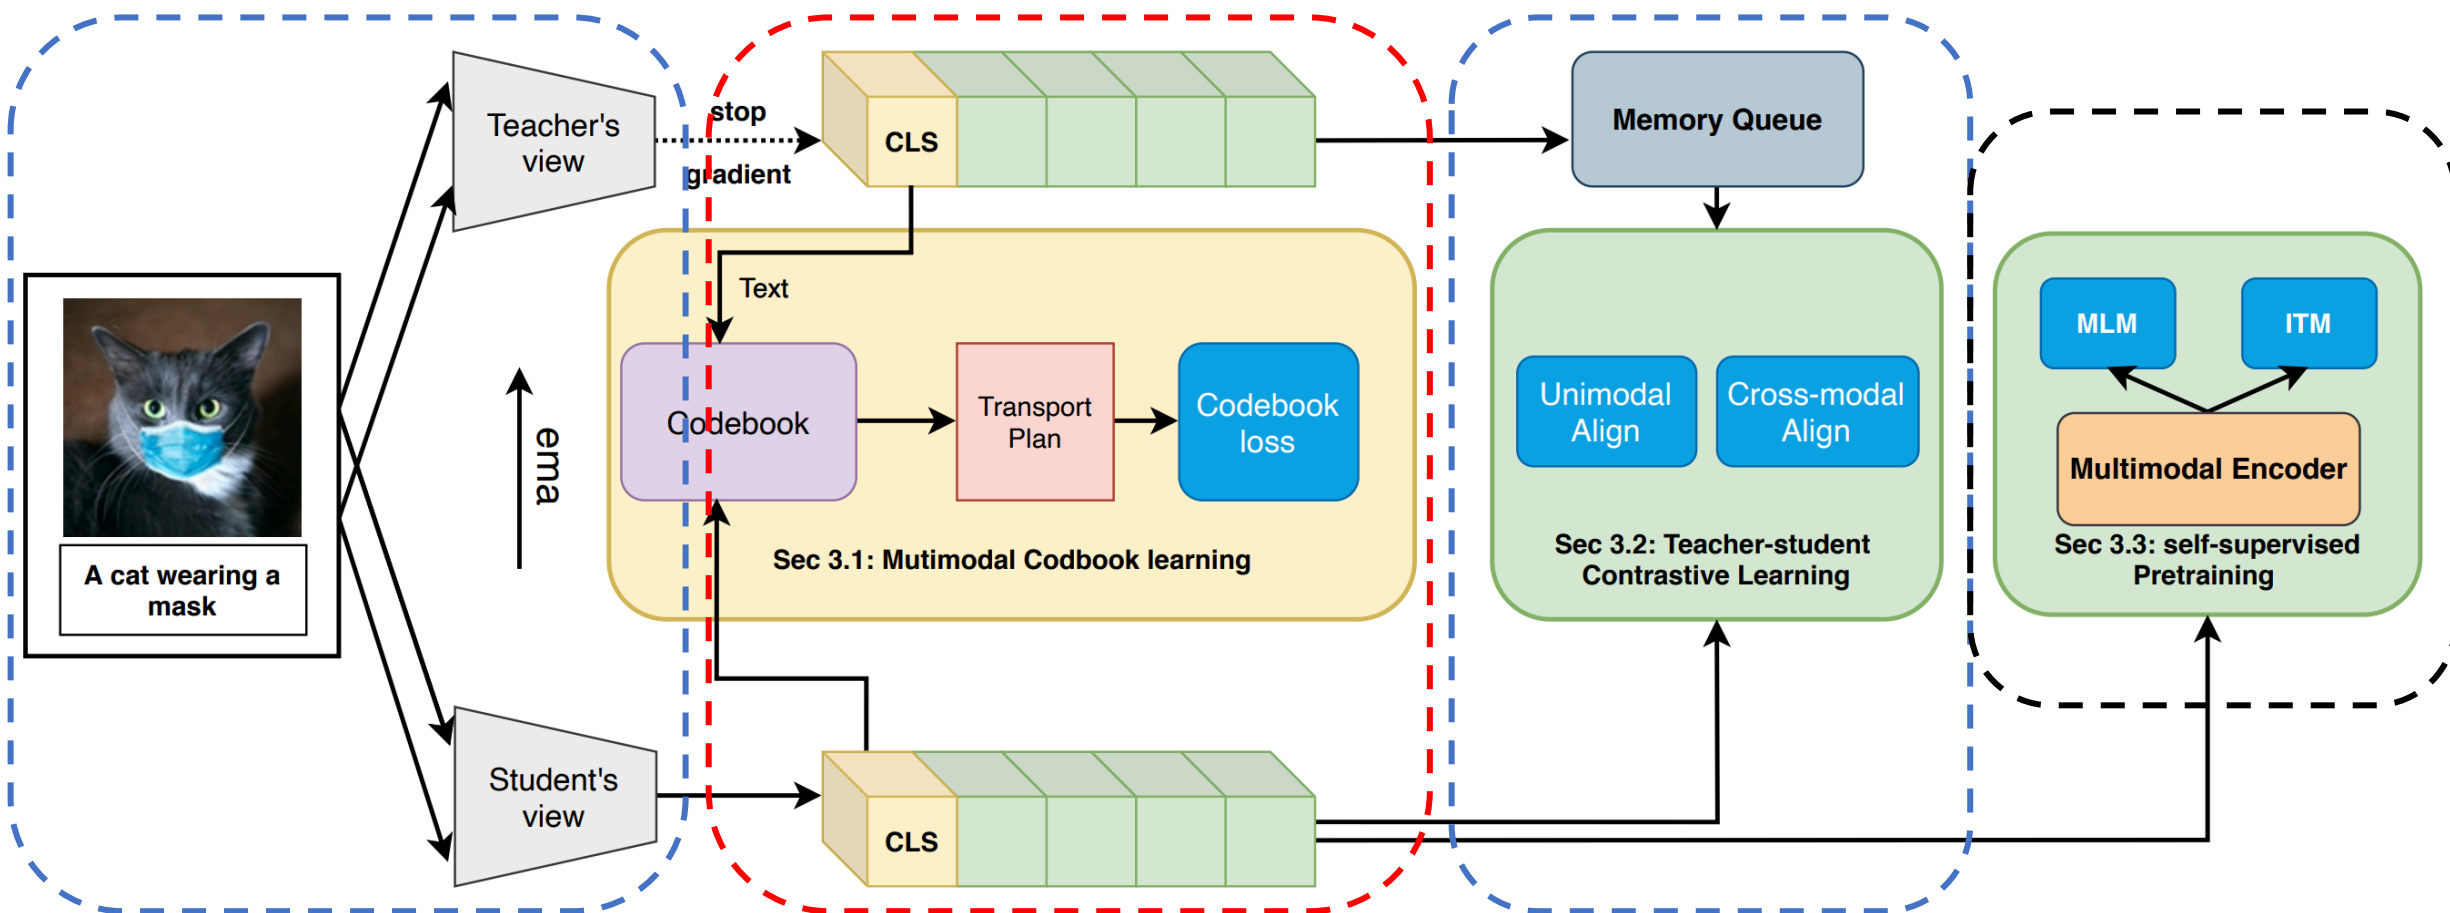 Teacher's
view
stop
gradient
CLS
Memory Queue
Text
A cat wearing a
mask
ema
Codebook
Transport
Plan
Codebook
loss
Sec 3.1: Mutimodal Codbook learning
Unimodal
Align
Cross-modal
Align
Sec 3.2: Teacher-student
Contrastive Learning
MLM
ITM
Multimodal Encoder
Sec 3.3: self-supervised
Pretraining
Student's
view
CLS